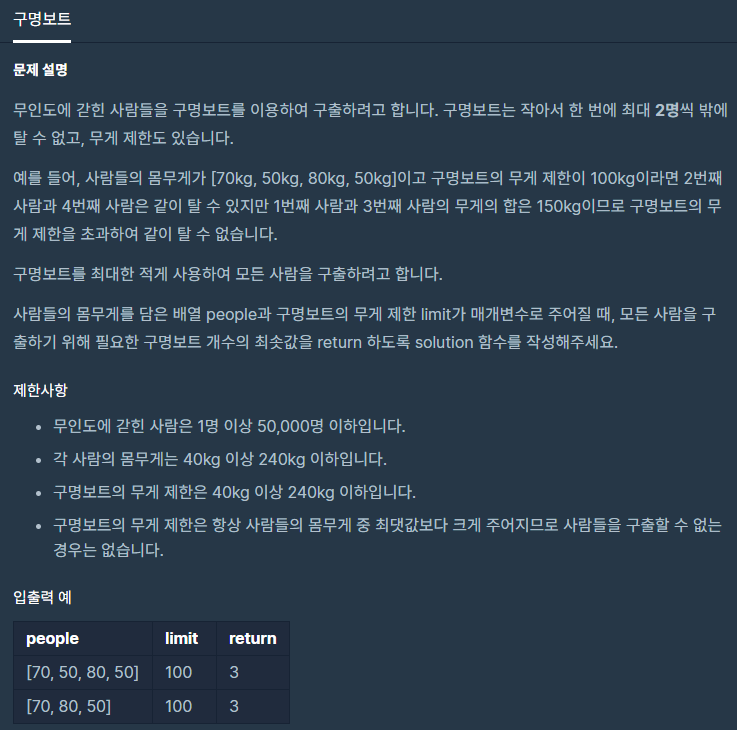 구명보트
문제 설명
무인도에 갇힌 사람들을 구명보트를 이용하여 구출하려고 합니다. 구명보트는 작아서 한 번에 최대 2명씩 밖에
탈 수 없고, 무게 제한도 있습니다.
예를 들어, 사람들의 몸무게가 [70kg, 50kg, 80kg, 50kg]이고 구명보트의 무게 제한이 100kg이라면 2번째
사람과 4번째 사람은 같이 탈 수 있지만 1번째 사람과 3번째 사람의 무게의 합은 150kg이므로 구명보트의 무
게 제한을 초과하여 같이 탈 수 없습니다.
구명보트를 최대한 적게 사용하여 모든 사람을 구출하려고 합니다.
사람들의 몸무게를 담은 배열 people과 구명보트의 무게 제한 limit가 매개변수로 주어질 때, 모든 사람을 구
출하기 위해 필요한 구명보트 개수의 최솟값을 return 하도록 solution 함수를 작성해주세요.
제한사항
• 무인도에 갇힌 사람은 1명 이상 50,000명 이하입니다.
• 각 사람의 몸무게는 40kg 이상 240kg 이하입니다.
• 구명보트의 무게 제한은 40kg 이상 240kg 이하입니다.
• 구명보트의 무게 제한은 항상 사람들의 몸무게 중 최댓값보다 크게 주어지므로 사람들을 구출할 수 없는
경우는 없습니다.
입출력 예
people limit return
[70, 50, 80, 50] 100 3
[70, 80, 50] 100 3